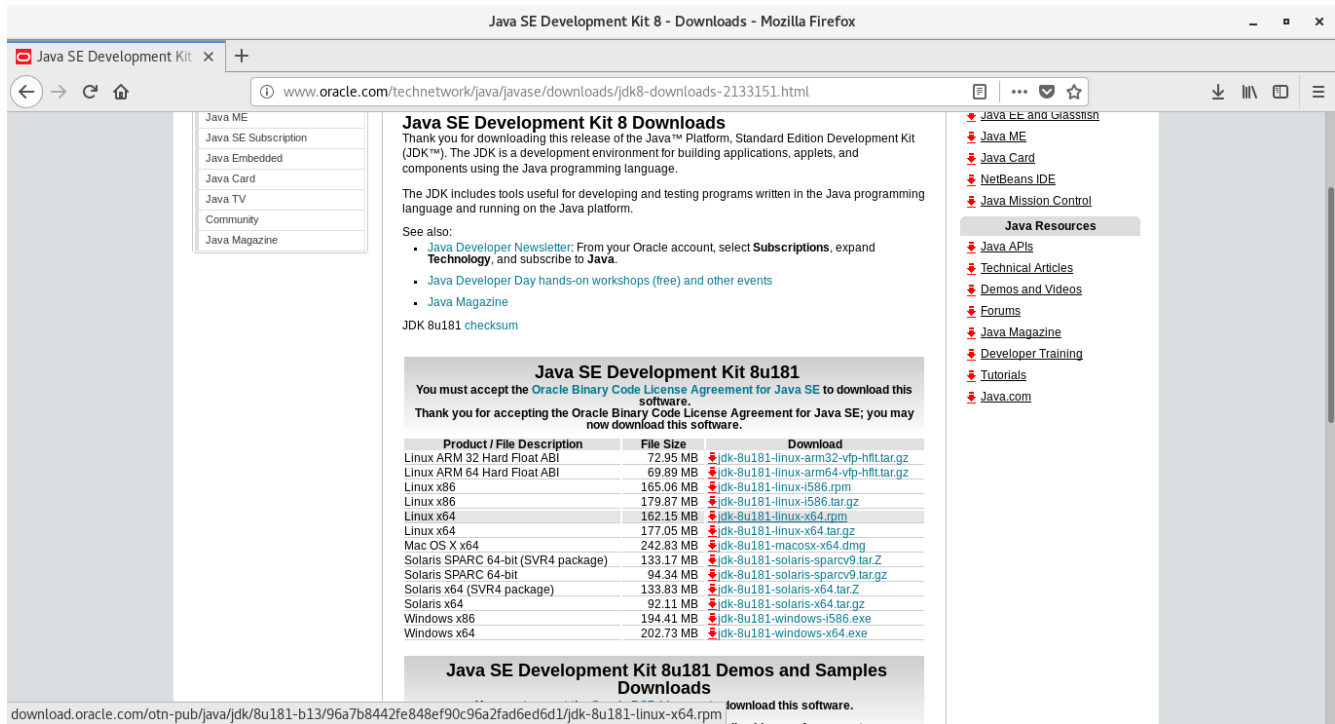 Java SE Development Kit 8 - Downloads - Mozilla Firefox
Java SE Development Kit
www.oracle.com/technetwork/java/javase/downloads/jdk8-downloads-2133151.html
Java ME
Java SE Subscription
Java Embedded
Java Card
Java TV
Community
Java Magazine
Java SE Development Kit 8 Downloads
Thank you for downloading this release of the Java™ Platform, Standard Edition Development Kit
(JDK™). The JDK is a development environment for building applications, applets, and
components using the Java programming language.
The JDK includes tools useful for developing and testing programs written in the Java programming
language and running on the Java platform.
See also:
Java Developer Newsletter: From your Oracle account, select Subscriptions, expand
Technology, and subscribe to Java.
Java Developer Day hands-on workshops (free) and other events
Java Magazine
JDK 8u181 checksum
Java SE Development Kit 8u181
You must accept the Oracle Binary Code License Agreement for Java SE to download this
software.
Thank you for accepting the Oracle Binary Code License Agreement for Java SE; you may
now download this software.
Product / File Description File Size Download
Linux ARM 32 Hard Float ABI 72.95 MB jdk-8u181-linux-arm32-vfp-hflt.tar.gz
Linux ARM 64 Hard Float ABI 69.89 MB jdk-8u181-linux-arm64-vfp-hflt.tar.gz
Linux x86 165.06 MB jdk-8u181-linux-i586.rpm
Linux x86 179.87 MB jdk-8u181-linux-i586.tar.gz
Linux x64 162.15 MB jdk-8u181-linux-x64.rpm
Linux x64 177.05 MB jdk-8u181-linux-x64.tar.gz
Mac OS X x64 242.83 MB jdk-8u181-macosx-x64.dmg
Solaris SPARC 64-bit (SVR4 package) 133.17 MB jdk-8u181-solaris-sparcv9.tar.Z
Solaris SPARC 64-bit 94.34 MB jdk-8u181-solaris-sparcv9.tar.gz
Solaris x64 (SVR4 package) 133.83 MB jdk-8u181-solaris-x64.tar.Z
Solaris x64 92.11 MB jdk-8u181-solaris-x64.tar.gz
Windows x86 194.41 MB jdk-8u181-windows-i586.exe
Windows x64 202.73 MB jdk-8u181-windows-x64.exe
Java SE Development Kit 8u181 Demos and Samples
Downloads
download this software.
Java EE and Glassfish
Java ME
Java Card
NetBeans IDE
Java Mission Control
Java Resources
Java APIs
Technical Articles
Demos and Videos
Forums
Java Magazine
Developer Training
Tutorials
Java.com
download.oracle.com/otn-pub/java/jdk/8u181-b13/96a7b8442fe848ef90c96a2fad6ed6d1/jdk-8u181-linux-x64.rpm